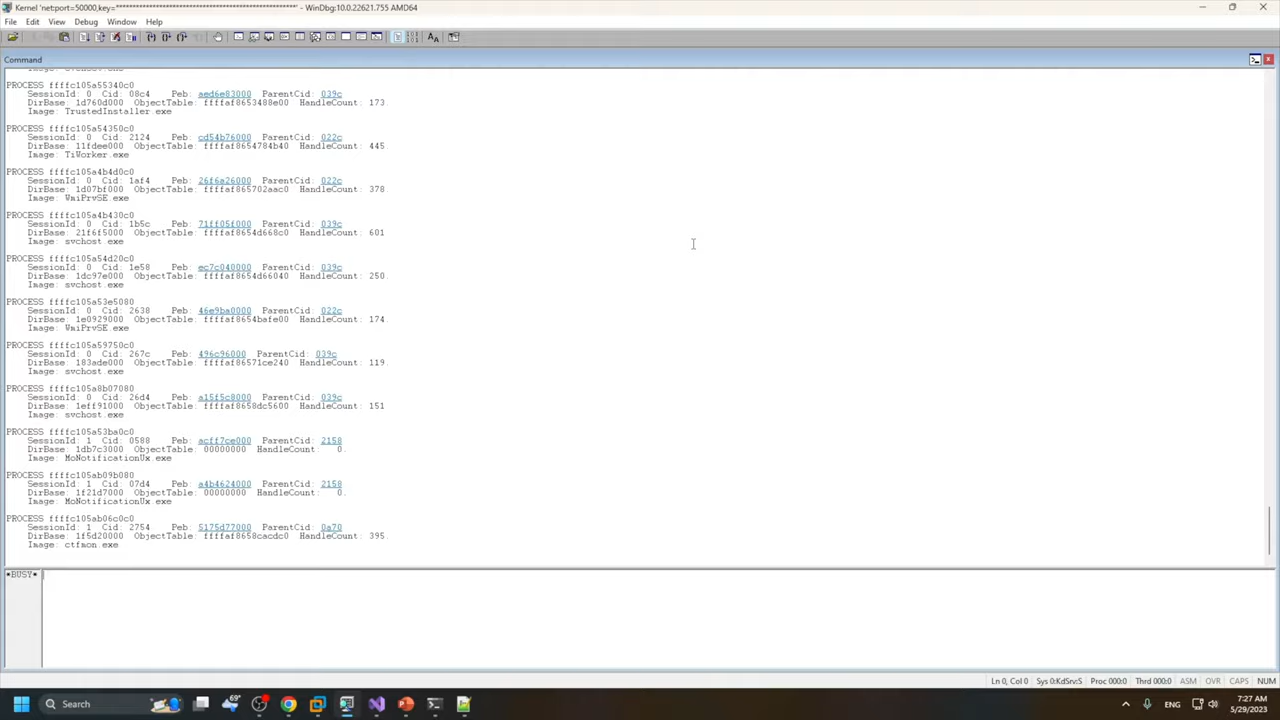 Kernel 'net:port=50000,key=*****************************************************' - WinDbg:10.0.22621.755 AMD64
File Edit View Debug Window Help
Command
PROCESS ffffc105a55340c0
SessionId: 0 Cid: 08c4 Peb: aed6e83000 ParentCid: 039c
DirBase: 1d760d000 ObjectTable: ffffaf8653488e00 HandleCount: 173.
Image: TrustedInstaller.exe
PROCESS ffffc105a54350c0
SessionId: 0 Cid: 2124 Peb: cd54b76000 ParentCid: 022c
DirBase: 11fdee000 ObjectTable: ffffaf8654784b40 HandleCount: 445.
Image: TiWorker.exe
PROCESS ffffc105a4b4d0c0
SessionId: 0 Cid: 1af4 Peb: 26f6a26000 ParentCid: 022c
DirBase: 1d07bf000 ObjectTable: ffffaf865702aac0 HandleCount: 378.
Image: WmiPrvSE.exe
PROCESS ffffc105a4b430c0
SessionId: 0 Cid: 1b5c Peb: 71ff05f000 ParentCid: 039c
DirBase: 21f6f5000 ObjectTable: ffffaf8654d668c0 HandleCount: 601
Image: svchost.exe
PROCESS ffffc105a54d20c0
SessionId: 0 Cid: 1e58 Peb: ec7c040000 ParentCid: 039c
DirBase: 1dc97e000 ObjectTable: ffffaf8654d66040 HandleCount: 250.
Image: svchost.exe
PROCESS ffffc105a53e5080
SessionId: 0 Cid: 2638 Peb: 46e9ba0000 ParentCid: 022c
DirBase: 1e0929000 ObjectTable: ffffaf8654bafe00 HandleCount: 174.
Image: WmiPrvSE.exe
PROCESS ffffc105a59750c0
SessionId: 0 Cid: 267c Peb: 496c96000 ParentCid: 039c
DirBase: 183ade000 ObjectTable: ffffaf86571ce240 HandleCount: 119.
Image: svchost.exe
PROCESS ffffc105a8b07080
SessionId: 0 Cid: 26d4 Peb: a15f5c8000 ParentCid: 039c
DirBase: 1eff91000 ObjectTable: ffffaf8658dc5600 HandleCount: 151
Image: svchost.exe
PROCESS ffffc105a53ba0c0
SessionId: 1 Cid: 0588 Peb: acff7ce000 ParentCid: 2158
DirBase: 1db7c3000 ObjectTable: 00000000 HandleCount: 0.
Image: MoNotificationUx.exe
PROCESS ffffc105ab09b080
SessionId: 1 Cid: 07d4 Peb: a4b4624000 ParentCid: 2158
DirBase: 1f21d7000 ObjectTable: 00000000 HandleCount: 0.
Image: MoNotificationUx.exe
PROCESS ffffc105ab06c0c0
SessionId: 1 Cid: 2754 Peb: 5175d77000 ParentCid: 0a70
DirBase: 1f5d20000 ObjectTable: ffffaf8658cacdc0 HandleCount: 395.
Image: ctfmon.exe
*BUSY*
Ln 0, Col 0 Sys 0:KdSrv:S Proc 000:0 Thrd 000:0 ASM OVR CAPS NUM
Search 69° ENG 7:27 AM
5/29/2023